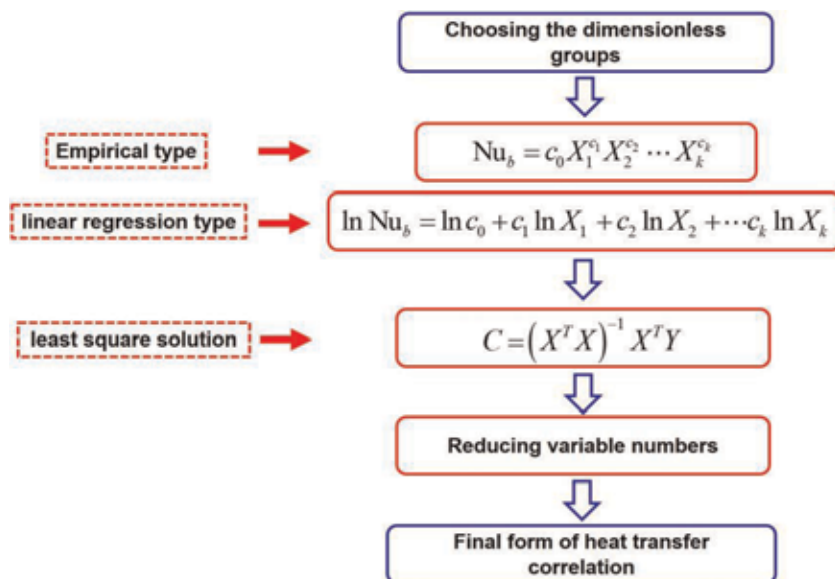 Choosing the dimensionless
groups
Empirical type
Nu_b = c_0 X_1^{c_1} X_2^{c_2} ⋯ X_k^{c_k}
linear regression type
ln Nu_b = ln c_0 + c_1 ln X_1 + c_2 ln X_2 + ⋯ c_k ln X_k
least square solution
C = (X^T X)^{-1} X^T Y
Reducing variable numbers
Final form of heat transfer
correlation